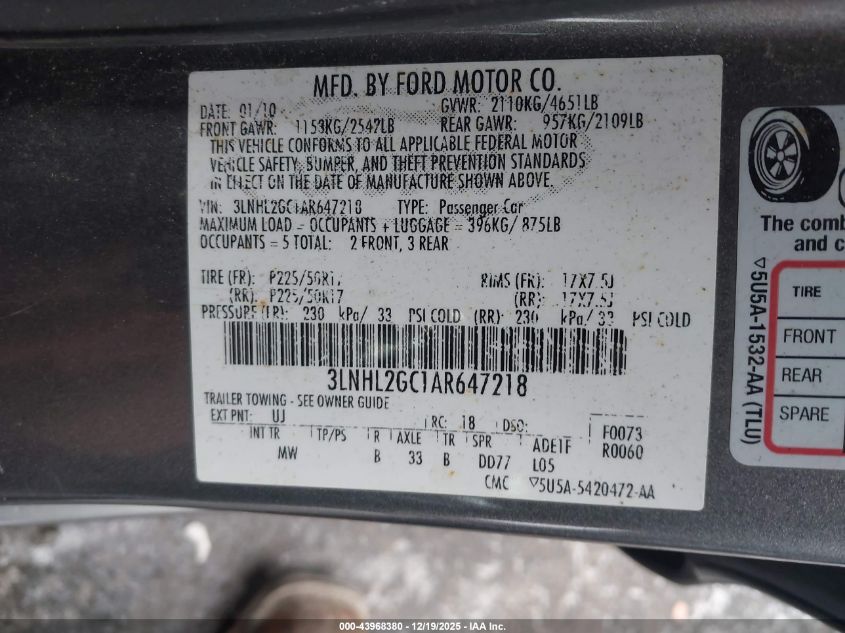 MFD. BY FORD MOTOR CO.
DATE: 01/10 GVWR: 2110KG/4651LB
FRONT GAWR: 1153KG/2542LB REAR GAWR: 957KG/2109LB
THIS VEHICLE CONFORMS TO ALL APPLICABLE FEDERAL MOTOR
VEHICLE SAFETY, BUMPER, AND THEFT PREVENTION STANDARDS
IN EFFECT ON THE DATE OF MANUFACTURE SHOWN ABOVE.
VIN: 3LNHL2GC1AR647218 TYPE: Passenger Car
MAXIMUM LOAD = OCCUPANTS + LUGGAGE = 396KG/ 875LB
OCCUPANTS = 5 TOTAL: 2 FRONT, 3 REAR
TIRE (FR): P225/50R17 RIMS (FR): 17X7.5J
(RR): P225/50R17 (RR): 17X7.5J
PRESSURE (FR): 230 kPa/ 33 PSI COLD (RR): 230 kPa/ 33 PSI COLD
3LNHL2GC1AR647218
TRAILER TOWING - SEE OWNER GUIDE
EXT PNT: UJ RC: 18 DSO: F0073
INT TR TP/PS R AXLE TR SPR ADE1F R0060
MW B 33 B DD77 L05
CMC ▽5U5A-5420472-AA
The comb
and c
▽5U5A-1532-AA (TLU)
TIRE
FRONT
REAR
SPARE
000-43968380 • 12/19/2025 • IAA Inc.